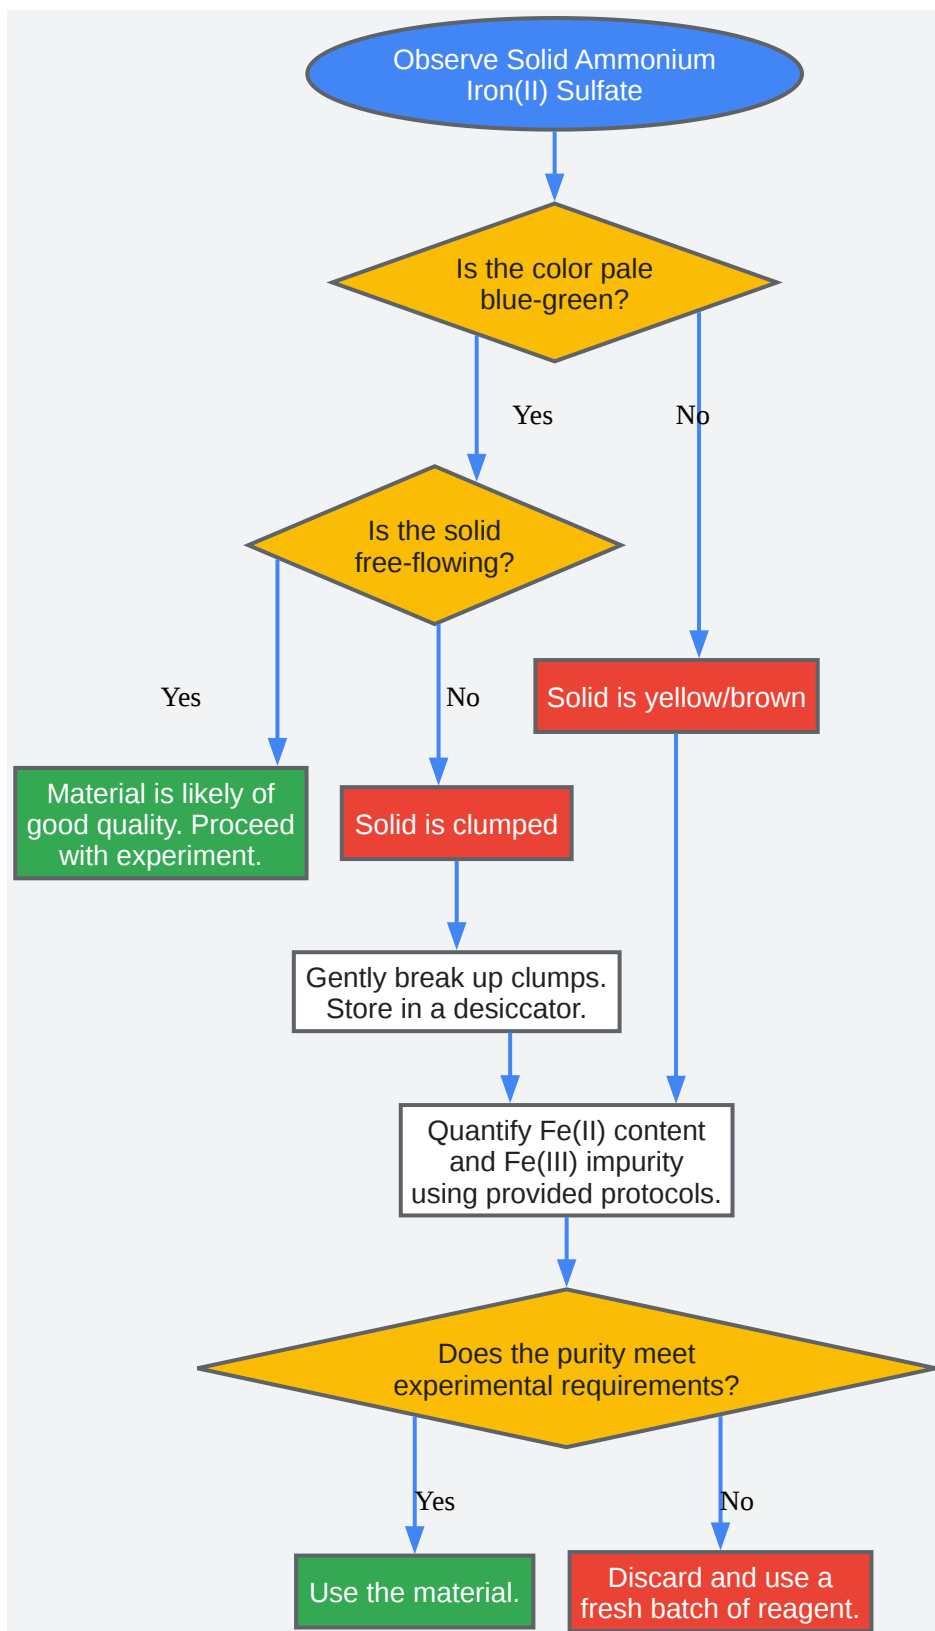 Observe Solid Ammonium
Iron(II) Sulfate
Is the color pale
blue-green?
Yes
No
Is the solid
free-flowing?
Yes
No
Solid is yellow/brown
Material is likely of
good quality. Proceed
with experiment.
Solid is clumped
Gently break up clumps.
Store in a desiccator.
Quantify Fe(II) content
and Fe(III) impurity
using provided protocols.
Does the purity meet
experimental requirements?
Yes
No
Use the material.
Discard and use a
fresh batch of reagent.